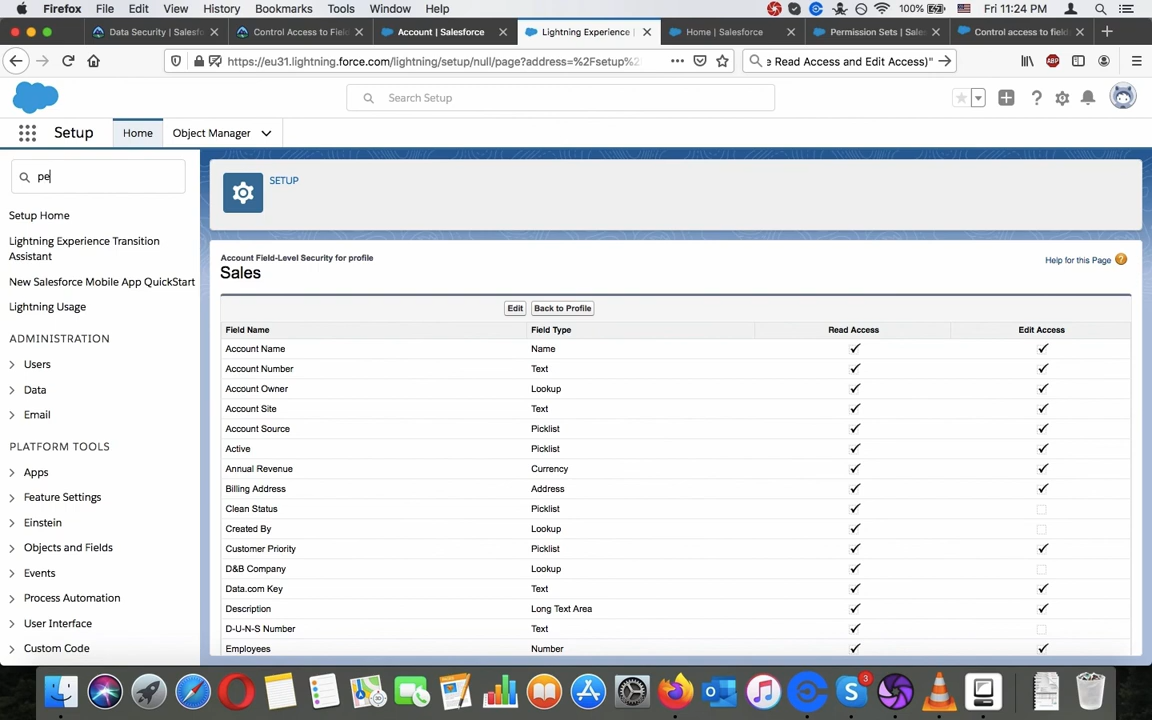 Firefox File Edit View History Bookmarks Tools Window Help 100% Fri 11:24 PM
Data Security | Salesfo Control Access to Field Account | Salesforce Lightning Experience Home | Salesforce Permission Sets | Sales Control access to field
https://eu31.lightning.force.com/lightning/setup/null/page?address=%2Fsetup%2 e Read Access and Edit Access)" ABP
Search Setup
Setup Home Object Manager
pe
SETUP
Setup Home
Lightning Experience Transition
Assistant
New Salesforce Mobile App QuickStart
Lightning Usage
ADMINISTRATION
Users
Data
Email
PLATFORM TOOLS
Apps
Feature Settings
Einstein
Objects and Fields
Events
Process Automation
User Interface
Custom Code
Account Field-Level Security for profile
Sales
Help for this Page ?
Edit Back to Profile
Field Name Field Type Read Access Edit Access
Account Name Name ✓ ✓
Account Number Text ✓ ✓
Account Owner Lookup ✓ ✓
Account Site Text ✓ ✓
Account Source Picklist ✓ ✓
Active Picklist ✓ ✓
Annual Revenue Currency ✓ ✓
Billing Address Address ✓ ✓
Clean Status Picklist ✓
Created By Lookup ✓
Customer Priority Picklist ✓ ✓
D&B Company Lookup ✓
Data.com Key Text ✓ ✓
Description Long Text Area ✓ ✓
D-U-N-S Number Text ✓
Employees Number ✓ ✓
3